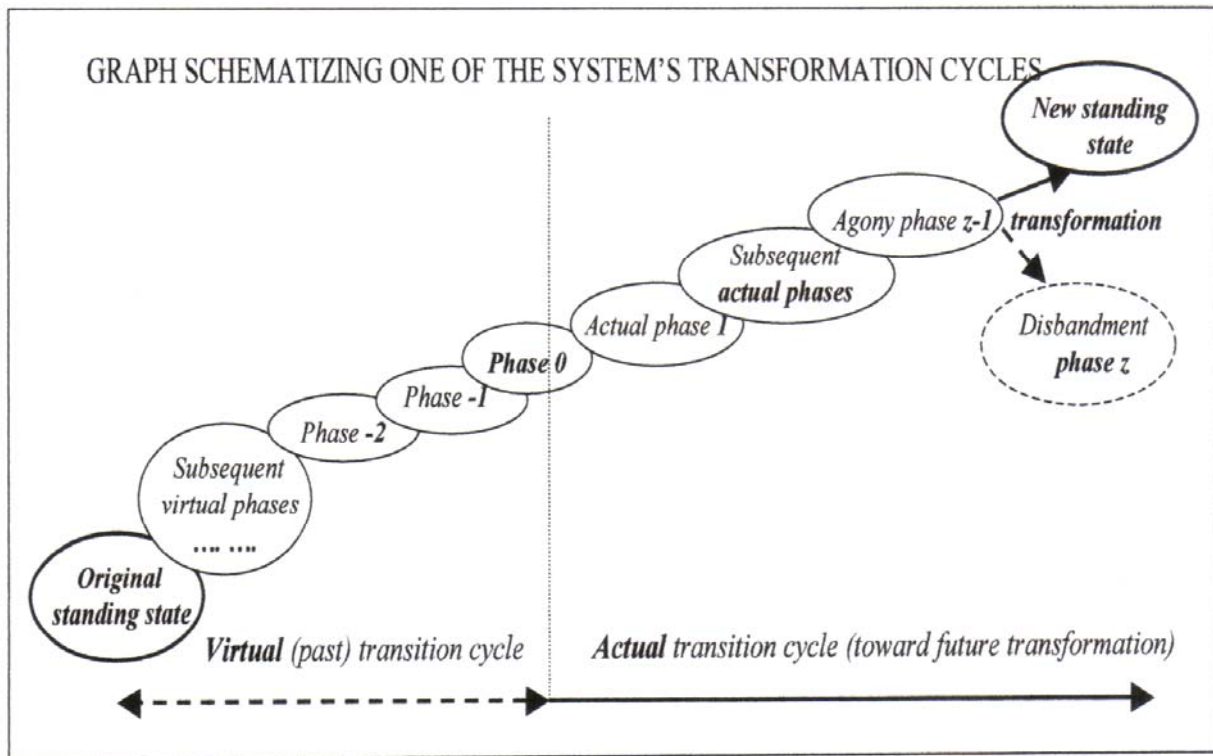 GRAPH SCHEMATIZING ONE OF THE SYSTEM'S TRANSFORMATION CYCLES
New standing
state
Agony phase z-1
transformation
Subsequent
actual phases
Disbandment
phase z
Actual phase 1
Phase 0
Phase -1
Phase -2
Subsequent
virtual phases
.... ....
Original
standing state
Virtual (past) transition cycle
Actual transition cycle (toward future transformation)